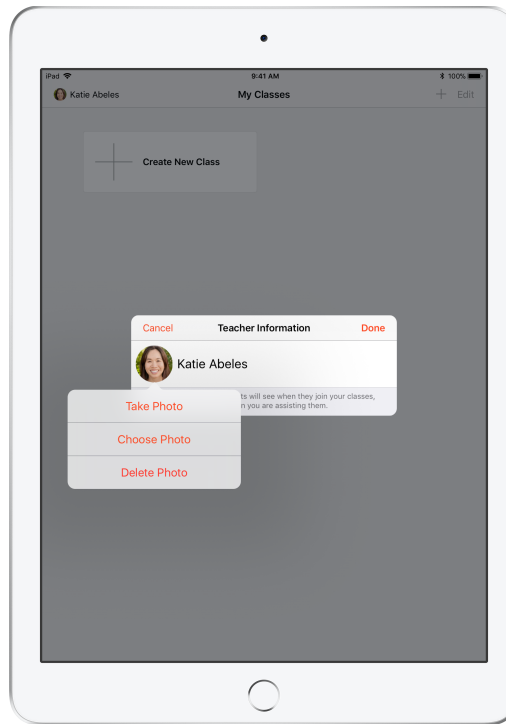 iPad 9:41 AM 100%
Katie Abeles My Classes Edit
Create New Class
Cancel Teacher Information Done
Katie Abeles
ts will see when they join your classes,
n you are assisting them.
Take Photo
Choose Photo
Delete Photo